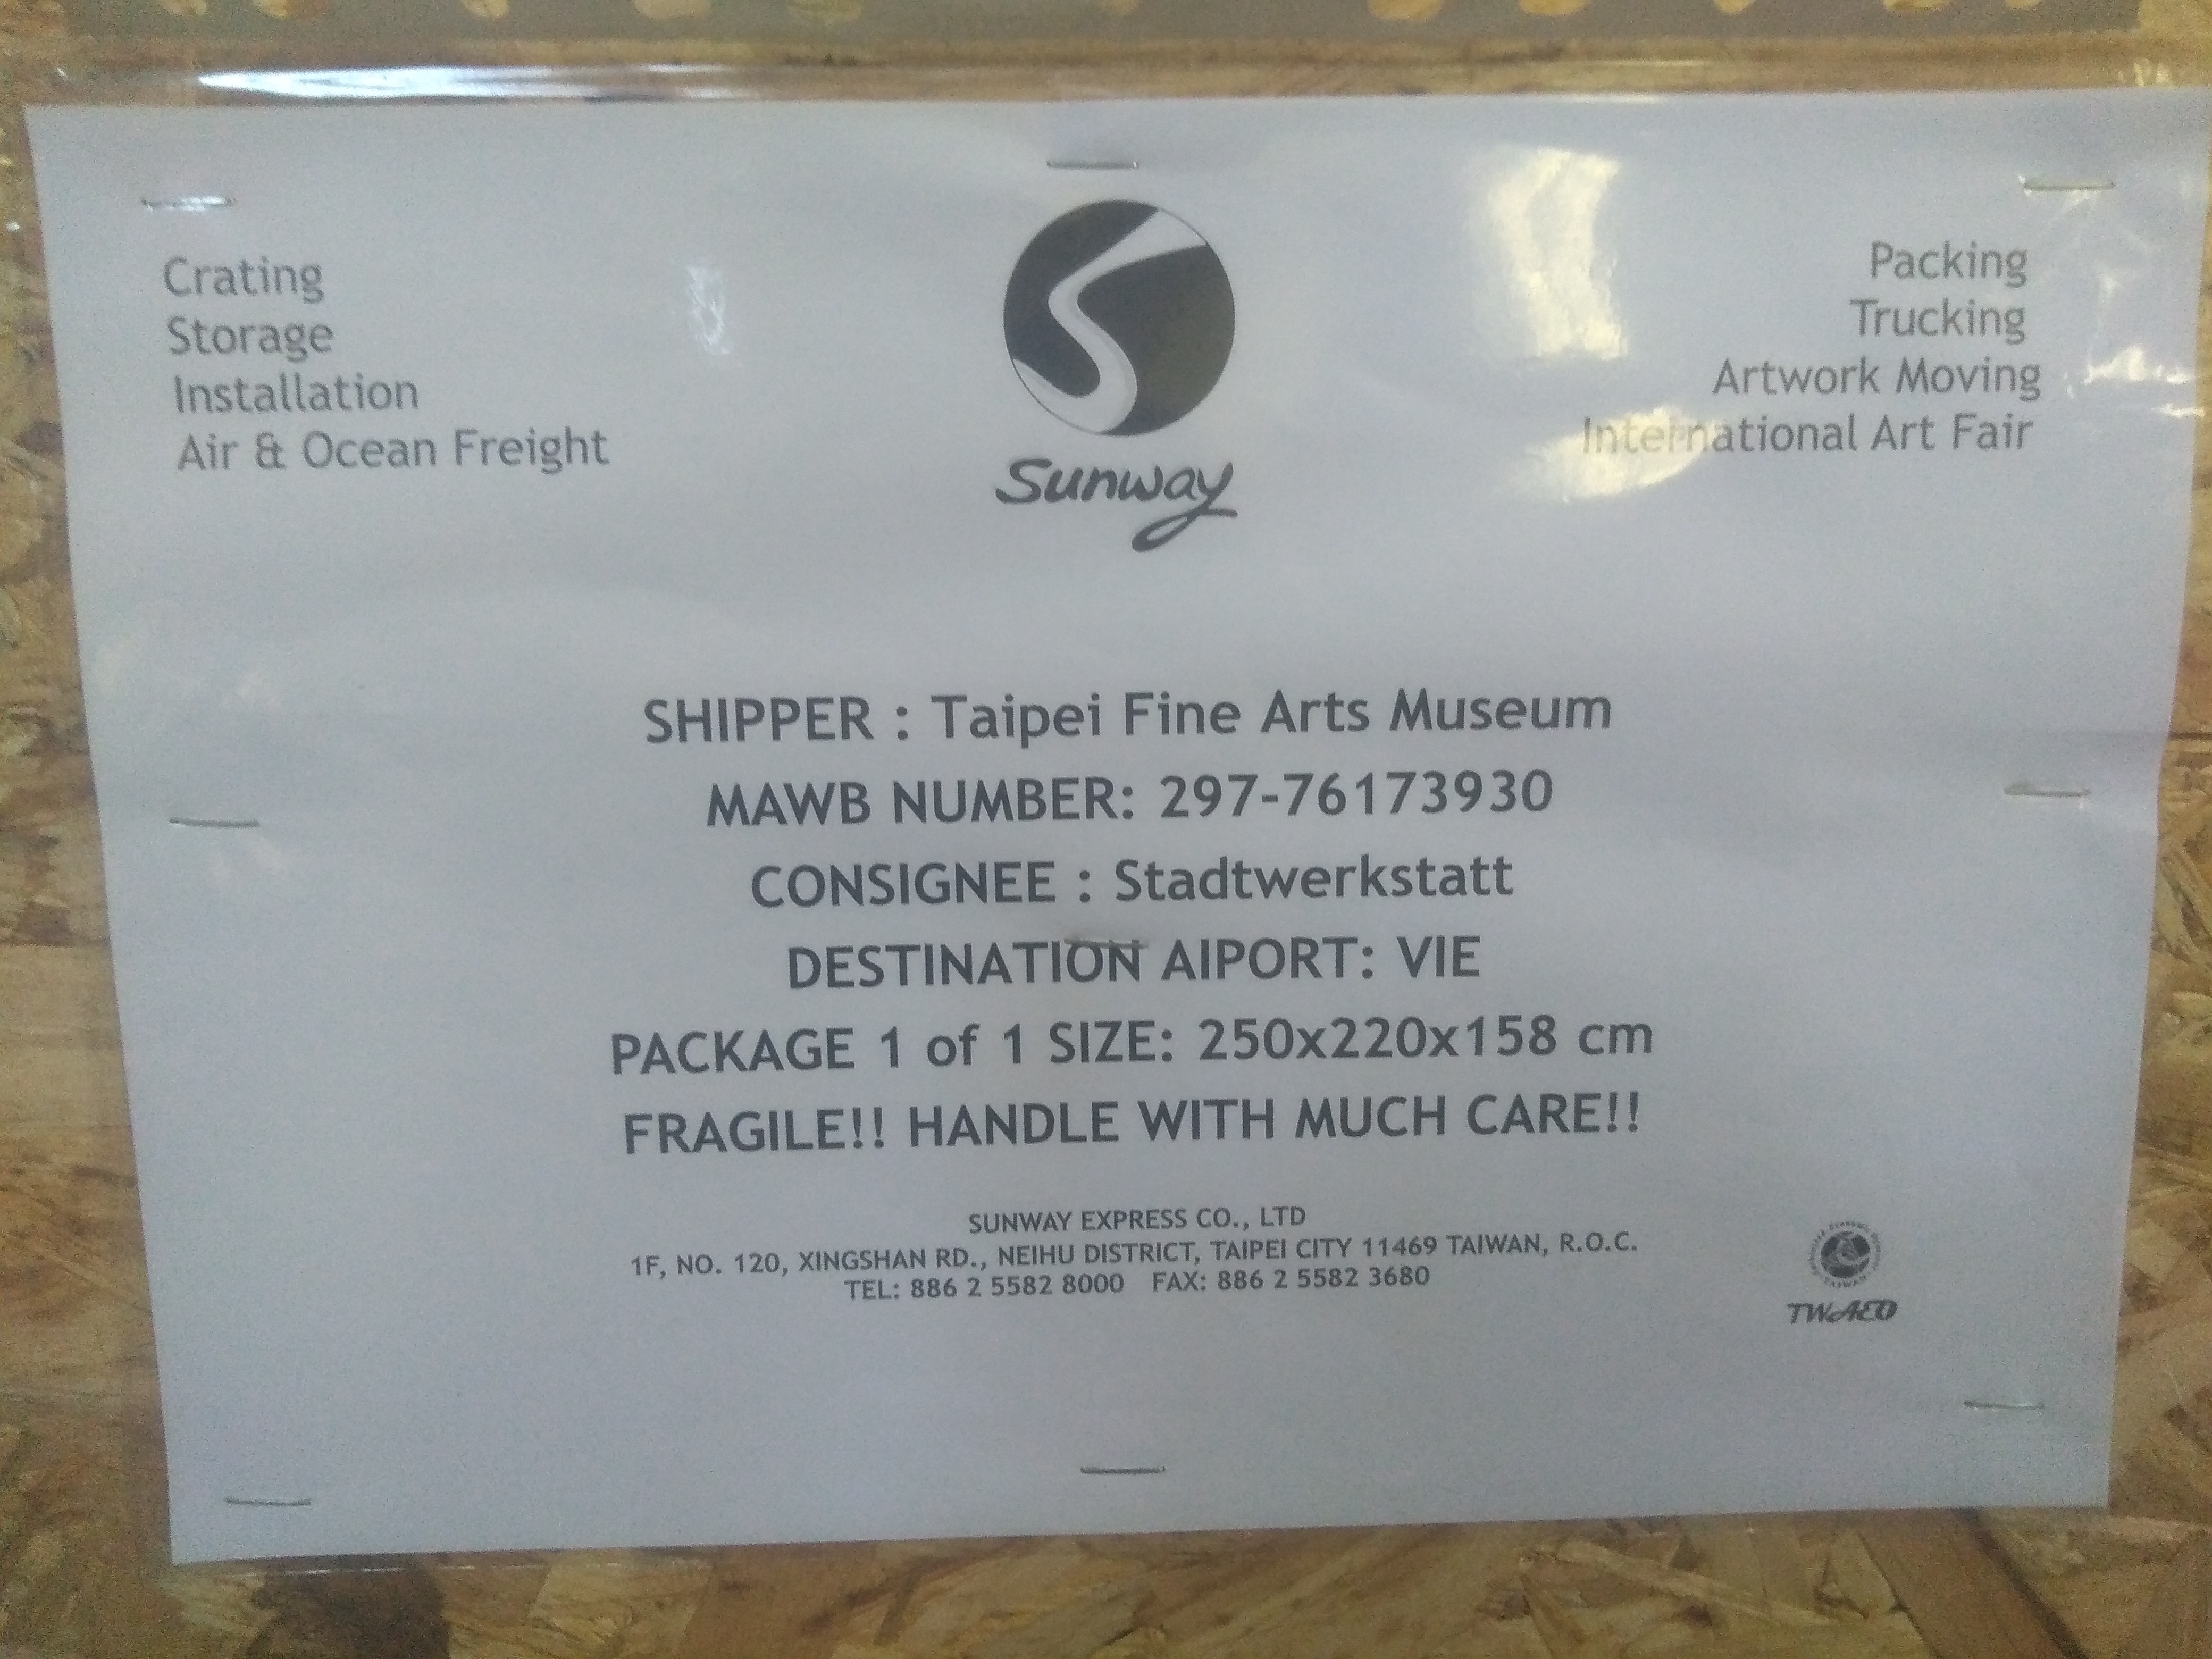 Crating
Storage
Installation
Air & Ocean Freight
Sunway
Packing
Trucking
Artwork Moving
International Art Fair
SHIPPER : Taipei Fine Arts Museum
MAWB NUMBER: 297-76173930
CONSIGNEE : Stadtwerkstatt
DESTINATION AIPORT: VIE
PACKAGE 1 of 1 SIZE: 250x220x158 cm
FRAGILE!! HANDLE WITH MUCH CARE!!
SUNWAY EXPRESS CO., LTD
1F, NO. 120, XINGSHAN RD., NEIHU DISTRICT, TAIPEI CITY 11469 TAIWAN, R.O.C.
TEL: 886 2 5582 8000 FAX: 886 2 5582 3680
TAIWAN
TWAEO